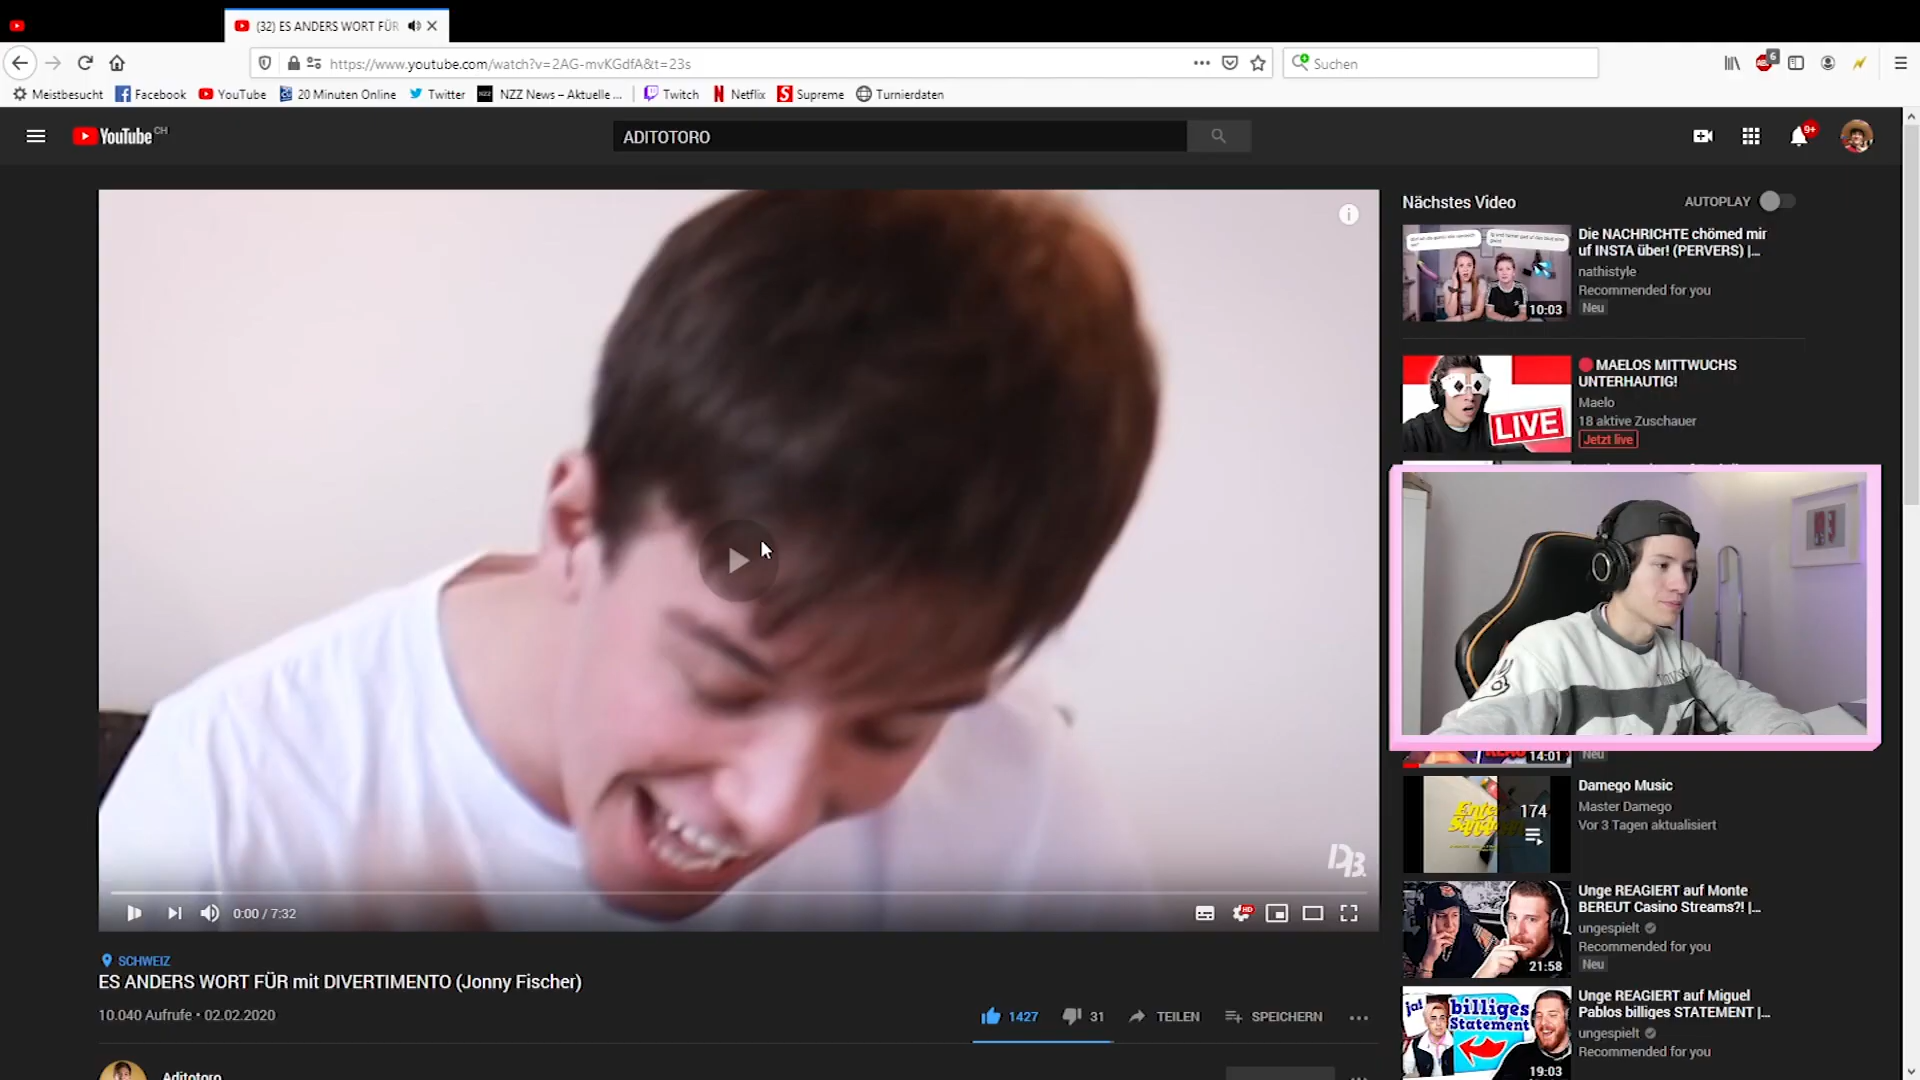 (32) ES ANDERS WORT FÜR
https://www.youtube.com/watch?v=2AG-mvKGdfA&t=23s
Suchen
6
Meistbesucht
Facebook
YouTube
20 Minuten Online
Twitter
NZZ News – Aktuelle ...
Twitch
Netflix
Supreme
Turnierdaten
YouTube CH
ADITOTORO
9+
Nächstes Video
AUTOPLAY
Die NACHRICHTE chömed mir
uf INSTA über! (PERVERS) |...
nathistyle
Recommended for you
Neu
10:03
MAELOS MITTWUCHS
UNTERHAUTIG!
Maelo
18 aktive Zuschauer
Jetzt live
LIVE
14:01
Neu
Damego Music
Master Damego
Vor 3 Tagen aktualisiert
174
Enter
Unge REAGIERT auf Monte
BEREUT Casino Streams?! |...
ungespielt
Recommended for you
Neu
21:58
Unge REAGIERT auf Miguel
Pablos billiges STATEMENT |...
ungespielt
Recommended for you
19:03
ja!
billiges
Statement
DB
0:00 / 7:32
HD
SCHWEIZ
ES ANDERS WORT FÜR mit DIVERTIMENTO (Jonny Fischer)
10.040 Aufrufe • 02.02.2020
1427
31
TEILEN
SPEICHERN
Aditotoro